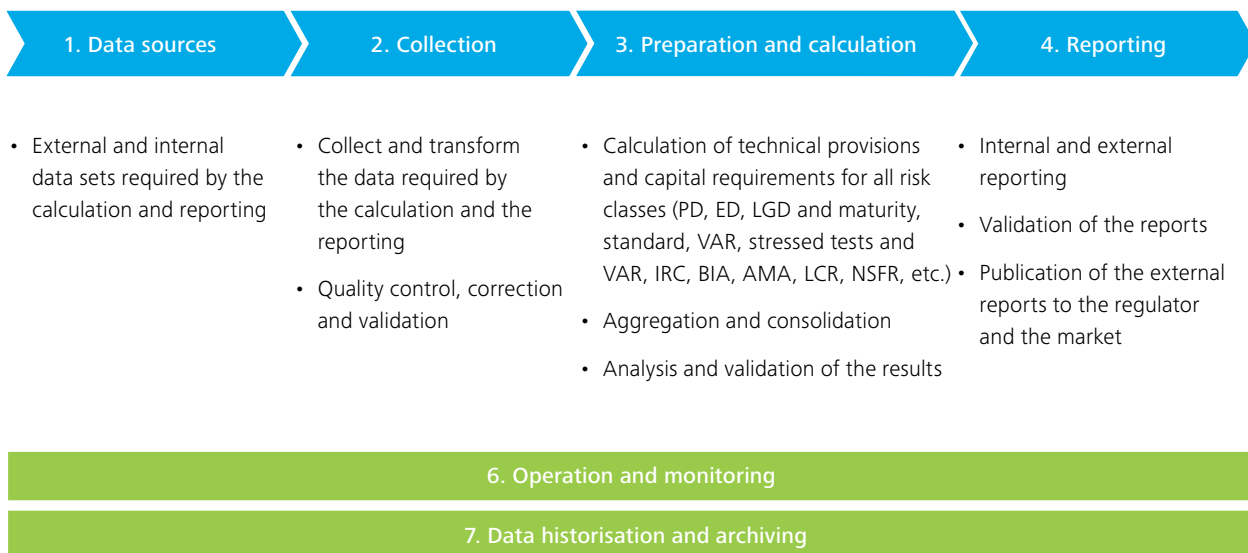 1. Data sources
2. Collection
3. Preparation and calculation
4. Reporting
• External and internal
data sets required by the
calculation and reporting
• Collect and transform
the data required by
the calculation and the
reporting
• Quality control, correction
and validation
• Calculation of technical provisions
and capital requirements for all risk
classes (PD, ED, LGD and maturity,
standard, VAR, stressed tests and
VAR, IRC, BIA, AMA, LCR, NSFR, etc.)
• Aggregation and consolidation
• Analysis and validation of the results
• Internal and external
reporting
• Validation of the reports
• Publication of the external
reports to the regulator
and the market
6. Operation and monitoring
7. Data historisation and archiving